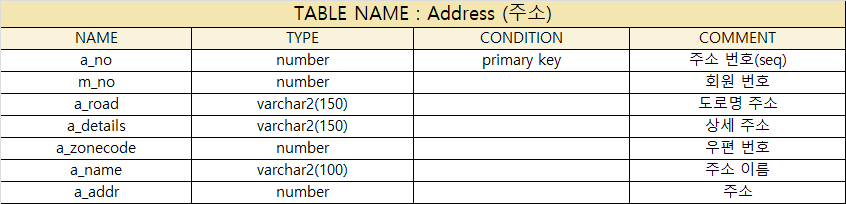 TABLE NAME : Address (주소)
NAME TYPE CONDITION COMMENT
a_no number primary key 주소 번호(seq)
m_no number 회원 번호
a_road varchar2(150) 도로명 주소
a_details varchar2(150) 상세 주소
a_zonecode number 우편 번호
a_name varchar2(100) 주소 이름
a_addr number 주소